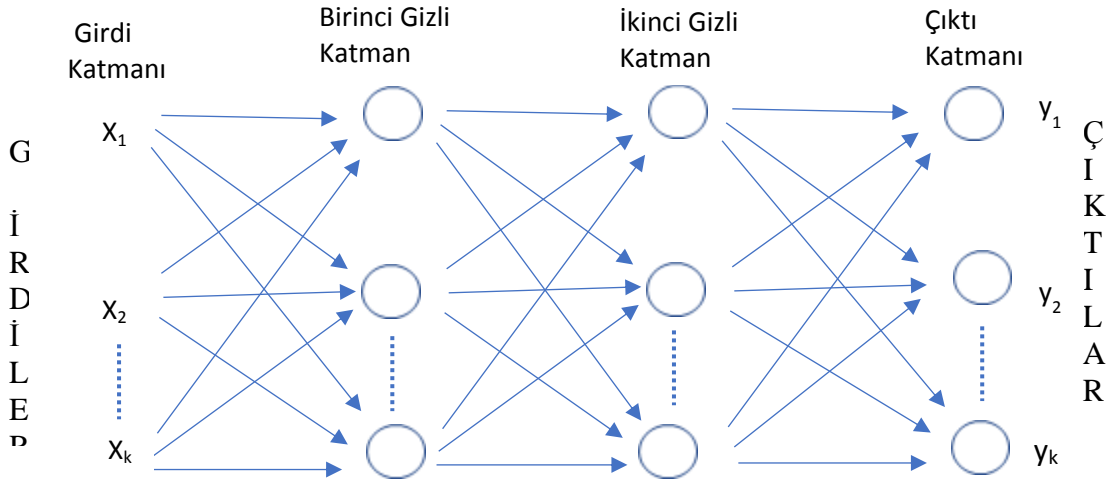 Girdi
Katmanı
Birinci Gizli
Katman
İkinci Gizli
Katman
Çıktı
Katmanı
G
İ
R
D
İ
L
E
R
X1
X2
Xk
y1
y2
yk
Ç
I
K
T
I
L
A
R